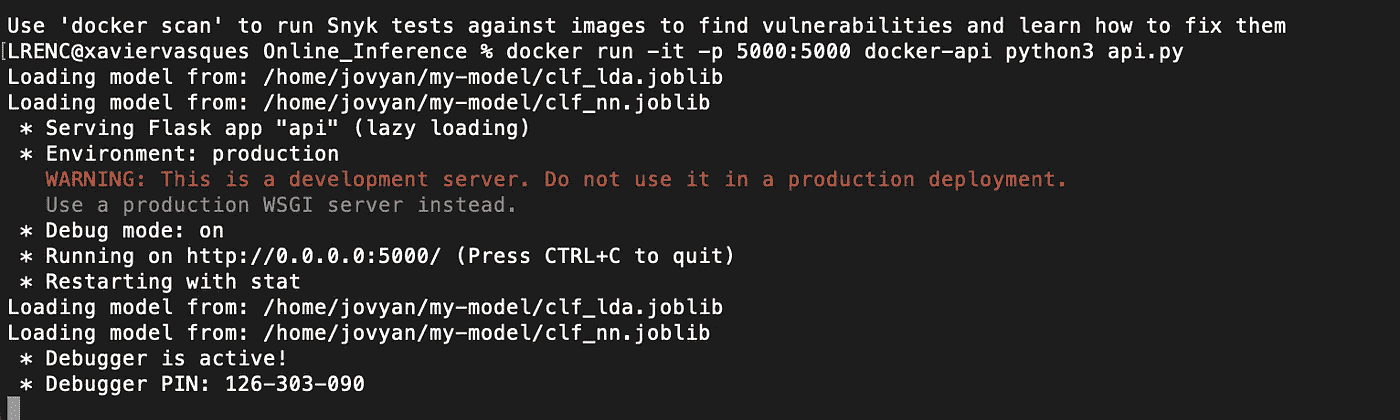 Use 'docker scan' to run Snyk tests against images to find vulnerabilities and learn how to fix them
[LRENC@xaviervasques Online_Inference % docker run -it -p 5000:5000 docker-api python3 api.py
Loading model from: /home/jovyan/my-model/clf_lda.joblib
Loading model from: /home/jovyan/my-model/clf_nn.joblib
 * Serving Flask app "api" (lazy loading)
 * Environment: production
   WARNING: This is a development server. Do not use it in a production deployment.
   Use a production WSGI server instead.
 * Debug mode: on
 * Running on http://0.0.0.0:5000/ (Press CTRL+C to quit)
 * Restarting with stat
Loading model from: /home/jovyan/my-model/clf_lda.joblib
Loading model from: /home/jovyan/my-model/clf_nn.joblib
 * Debugger is active!
 * Debugger PIN: 126-303-090